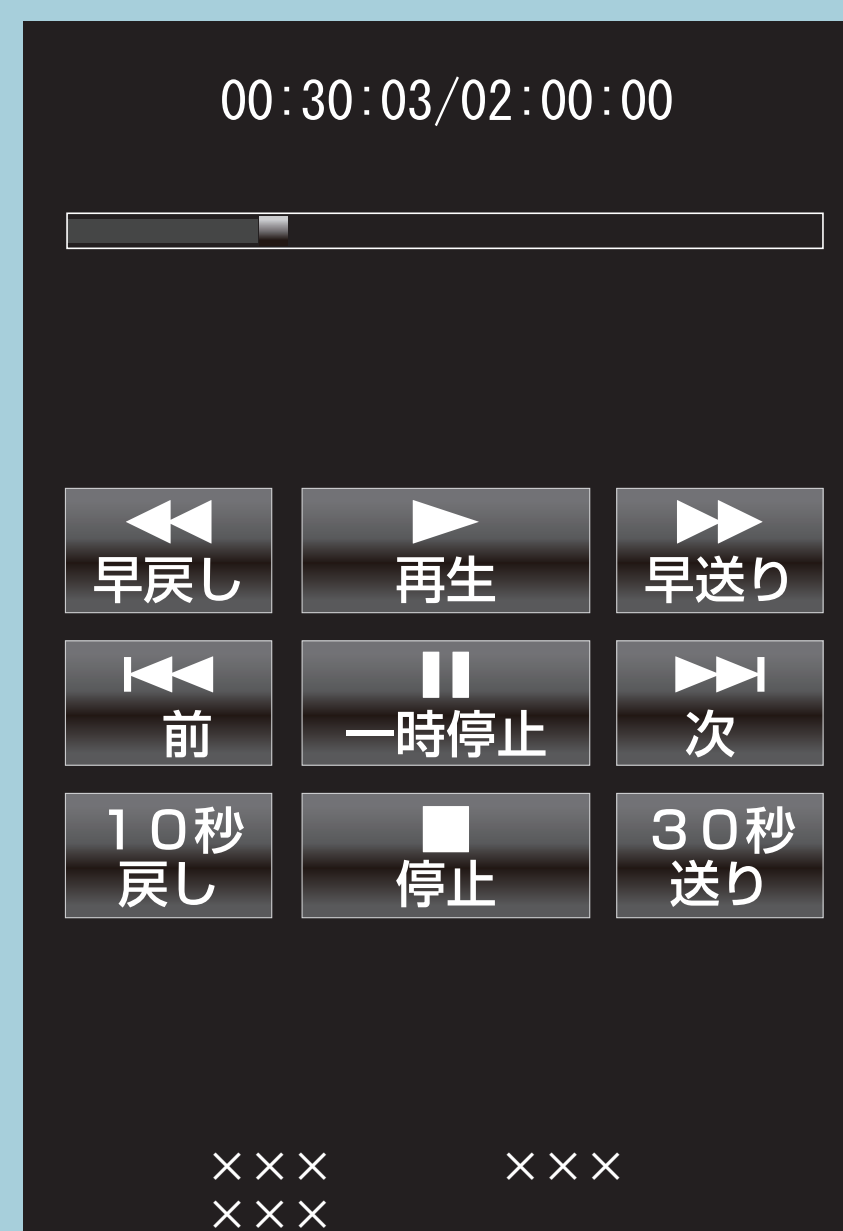 00:30:03/02:00:00
早戻し 再生 早送り
前 一時停止 次
10秒 30秒
戻し 停止 送り
××× ×××
×××